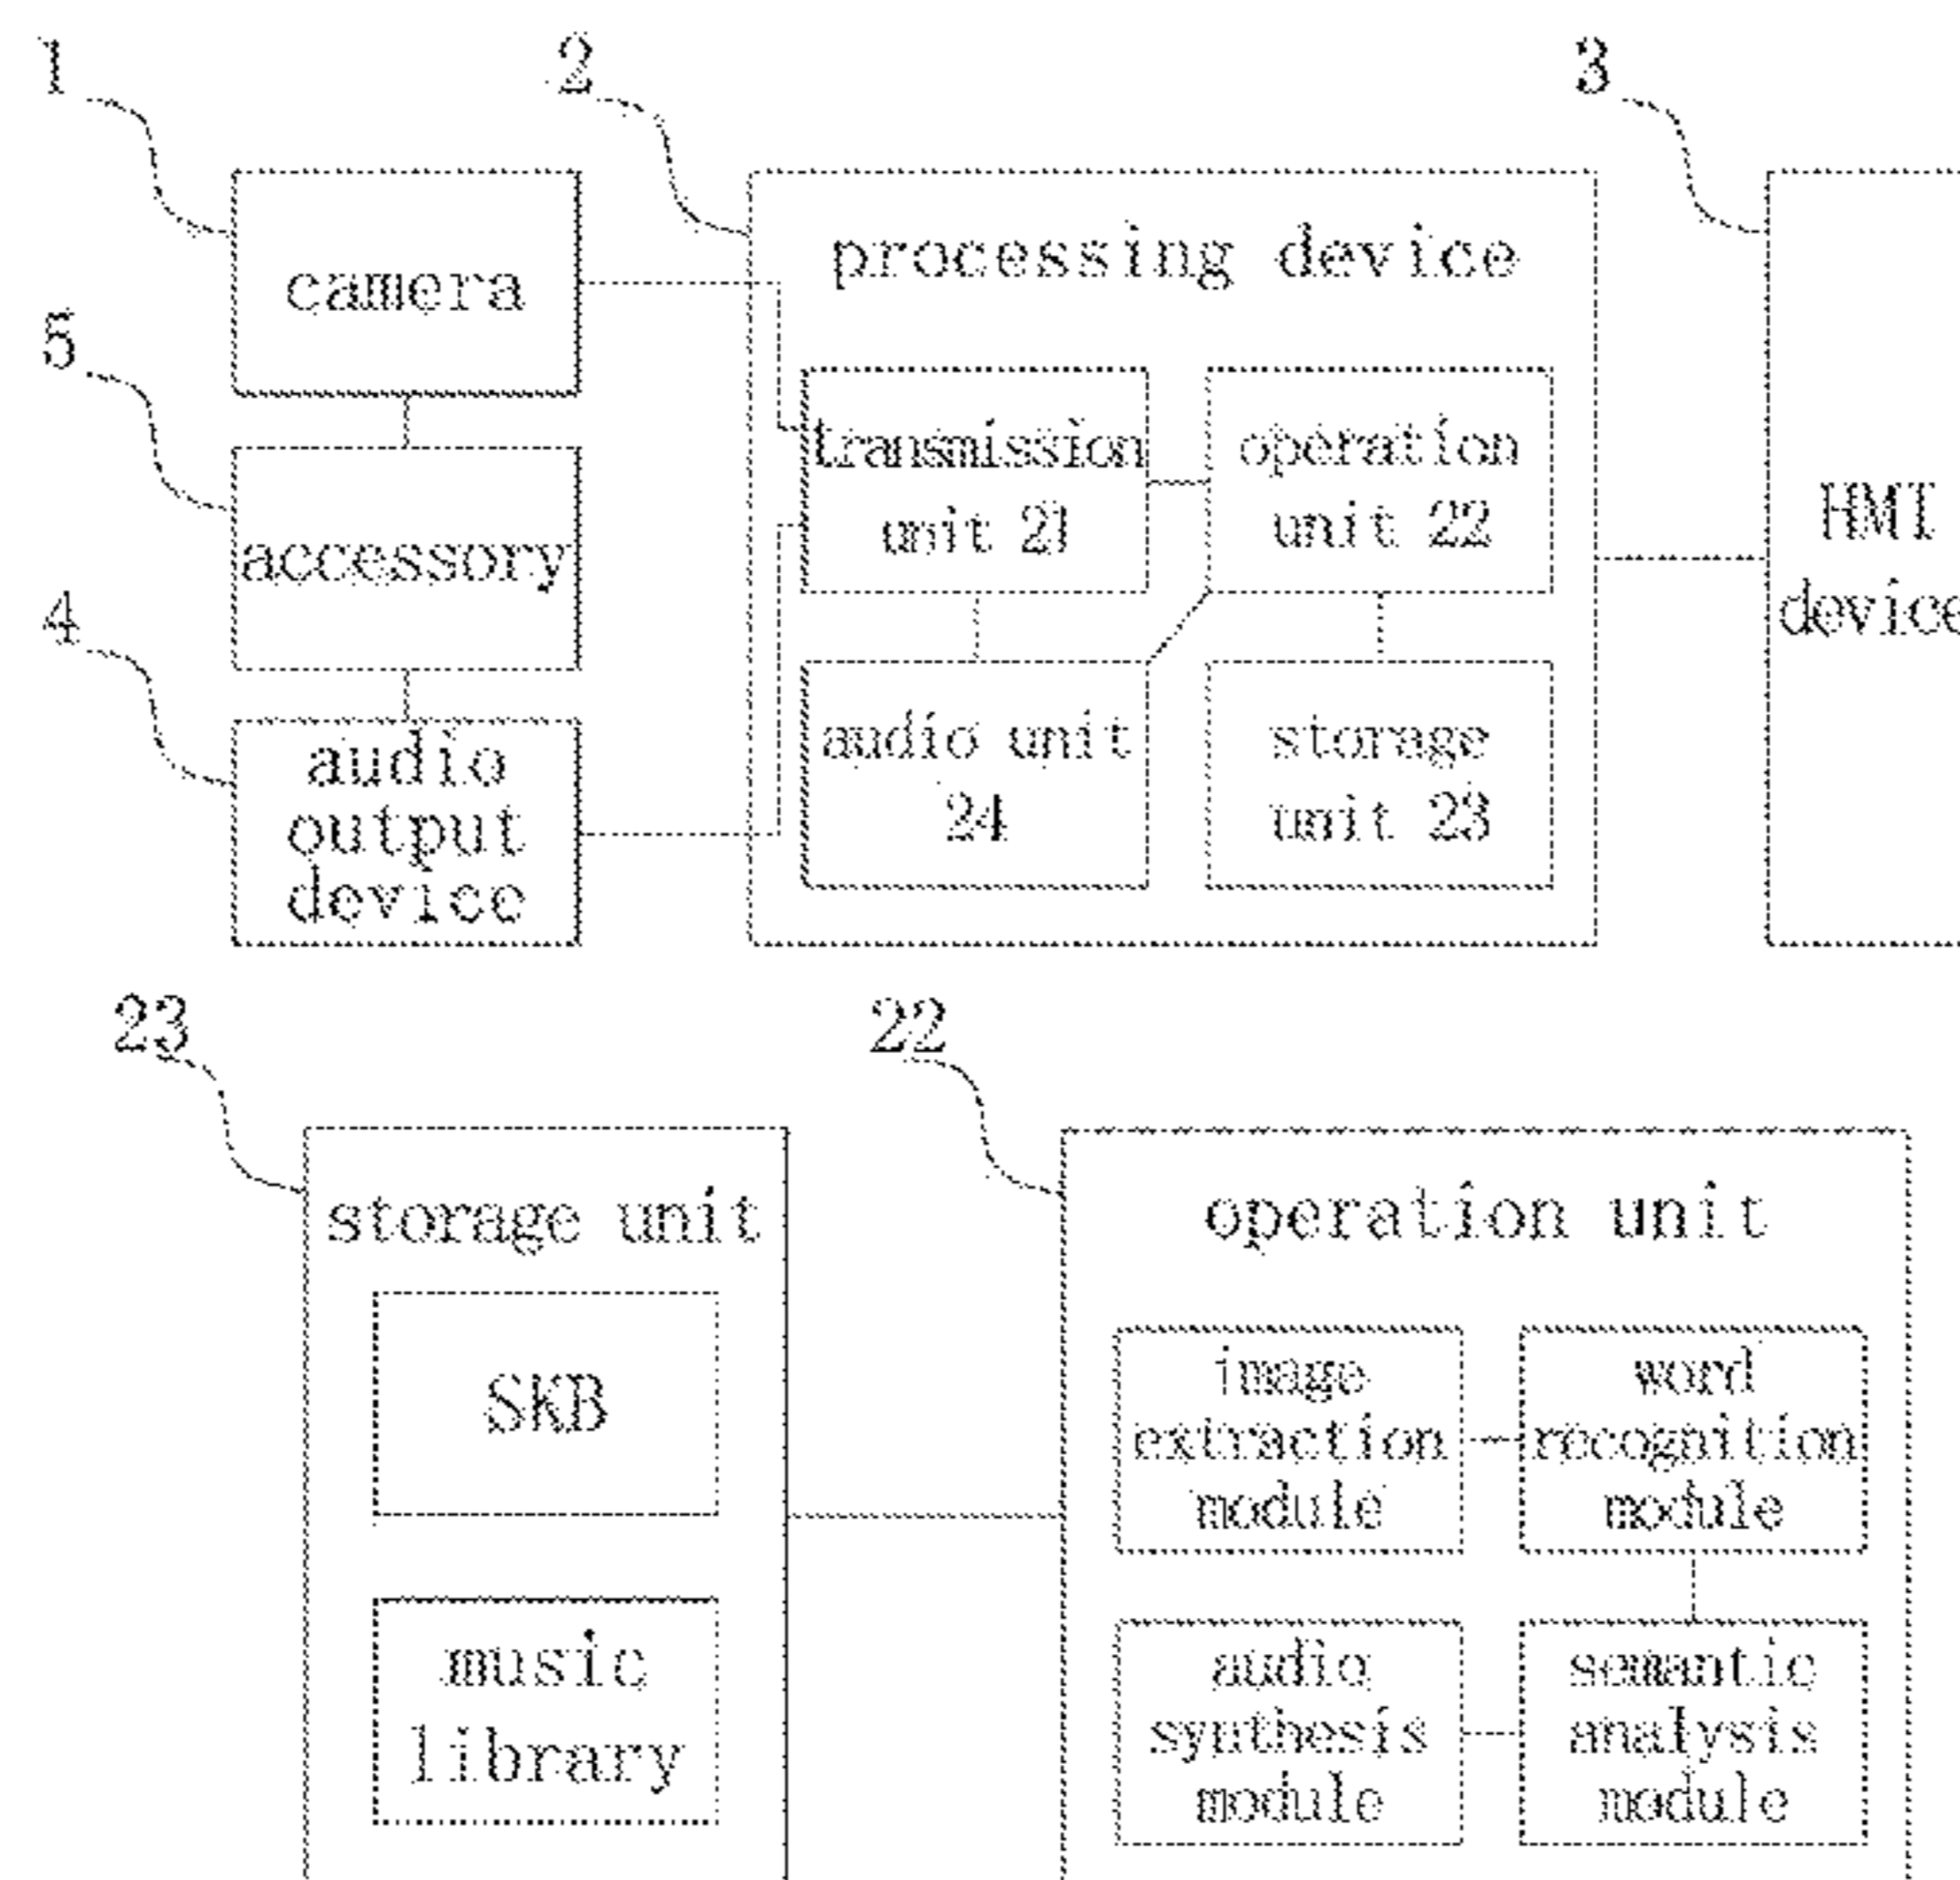 1
2
3
camera
processing device
5
transmission
unit 21
operation
unit 22
HMI
device
accessory
4
audio
output
device
audio unit
24
storage
unit 23
23
22
storage unit
operation unit
SKB
image
extraction
module
word
recognition
module
music
library
audio
synthesis
module
semantic
analysis
module